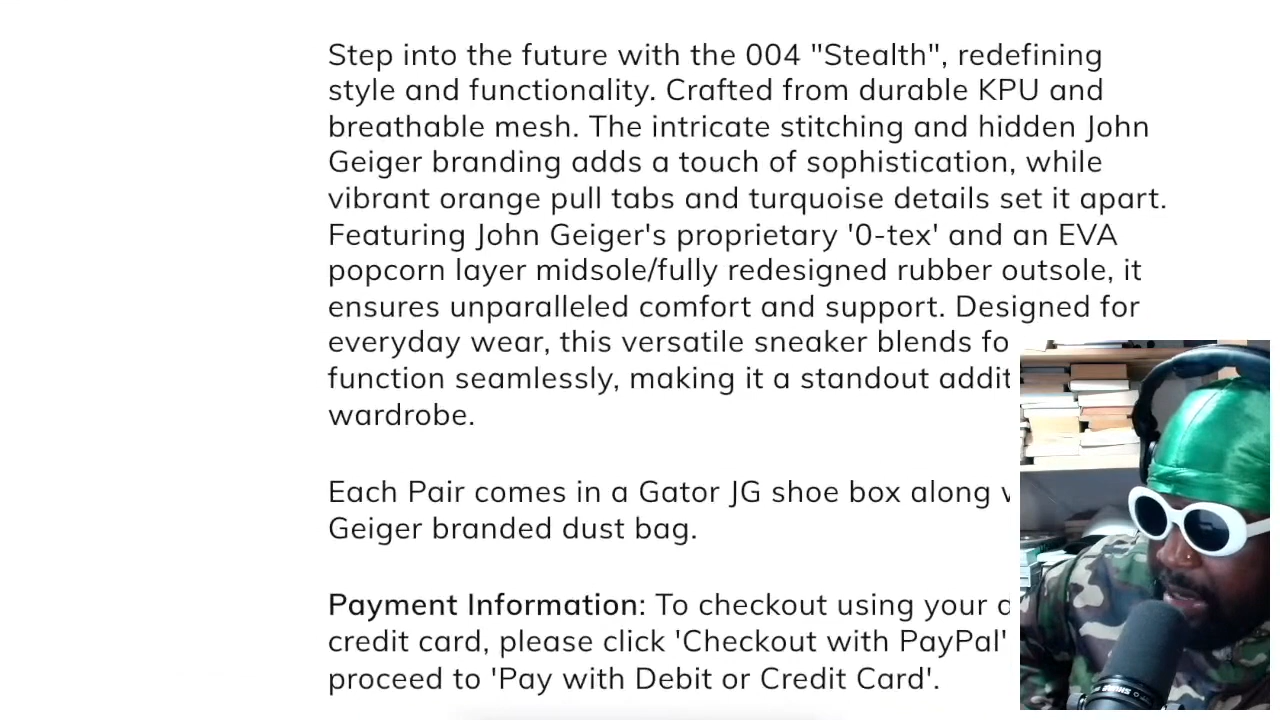 Step into the future with the 004 "Stealth", redefining
style and functionality. Crafted from durable KPU and
breathable mesh. The intricate stitching and hidden John
Geiger branding adds a touch of sophistication, while
vibrant orange pull tabs and turquoise details set it apart.
Featuring John Geiger's proprietary '0-tex' and an EVA
popcorn layer midsole/fully redesigned rubber outsole, it
ensures unparalleled comfort and support. Designed for
everyday wear, this versatile sneaker blends
function seamlessly, making it a standout
wardrobe.
Each Pair comes in a Gator JG shoe box along
Geiger branded dust bag.
Payment Information: To checkout using your
credit card, please click 'Checkout with PayPal'
proceed to 'Pay with Debit or Credit Card'.
SHURE